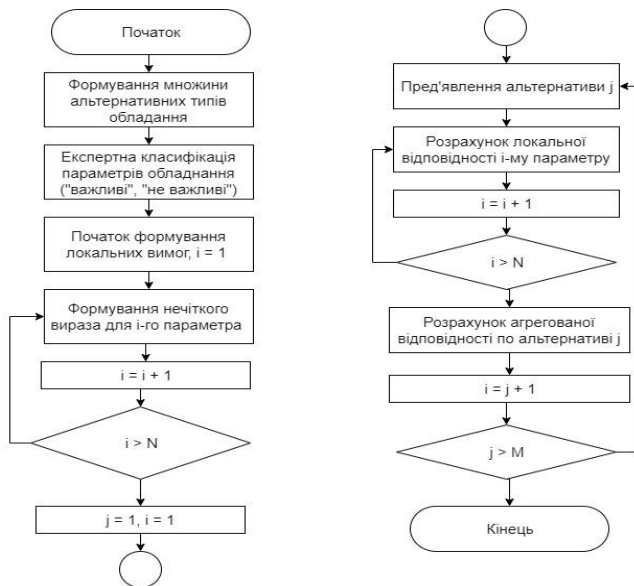 Початок
Формування множини
альтернативних типів
обладання
Експертна класифікація
параметрів обладнання
("важливі", "не важливі")
Початок формування
локальних вимог, i = 1
Формування нечіткого
вираза для i-го параметра
i = i + 1
i > N
j = 1, i = 1
Пред'явлення альтернативи j
Розрахунок локальної
відповідності i-му параметру
i = i + 1
i > N
Розрахунок агрегованої
відповідності по альтернативі j
i = j + 1
j > M
Кінець